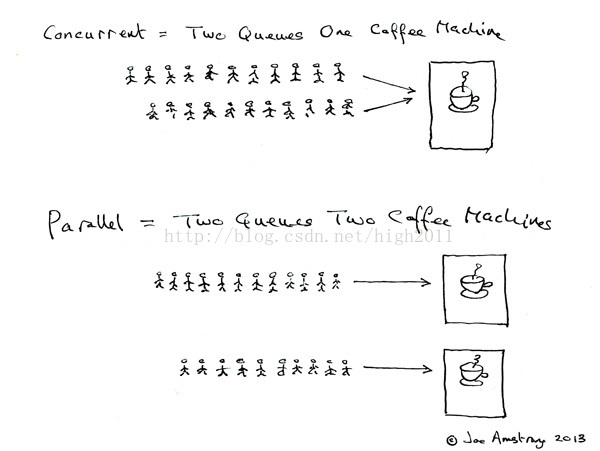 Concurrent = Two Queues One Coffee Machine
Parallel = Two Queues Two Coffee Machines
http://blog.csdn.net/high2011
© Joe Armstrong 2013